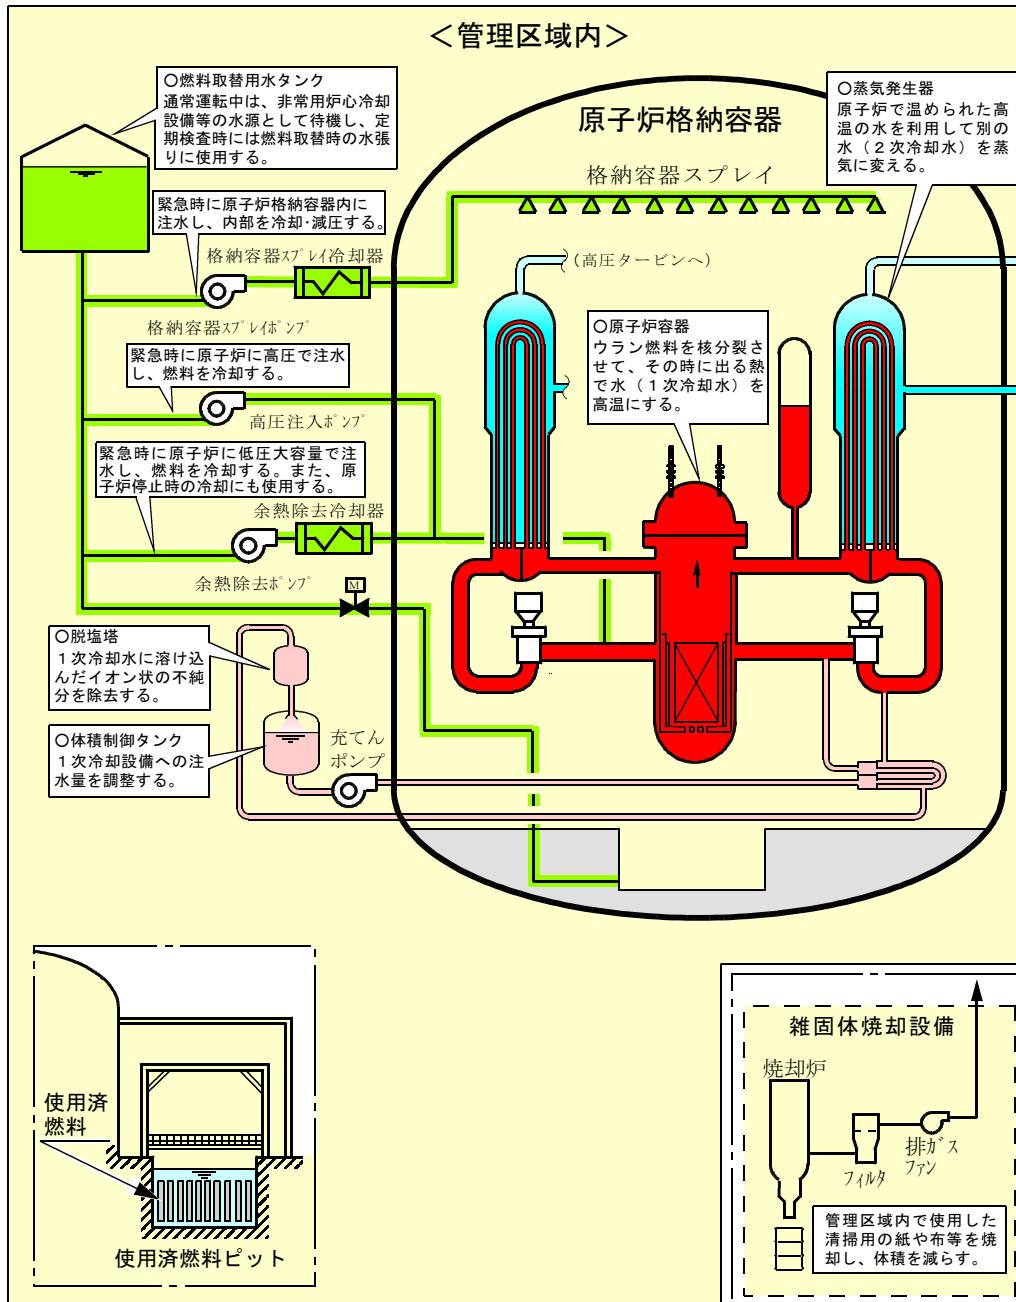 ＜管理区域内＞
○燃料取替用水タンク
通常運転中は、非常用炉心冷却
設備等の水源として待機し、定
期検査時には燃料取替時の水張
りに使用する。
○蒸気発生器
原子炉で温められた高
温の水を利用して別の
水（２次冷却水）を蒸
気に変える。
原子炉格納容器
格納容器スプレイ
緊急時に原子炉格納容器内に
注水し、内部を冷却･減圧する。
格納容器ｽﾌﾟﾚｲ冷却器
(高圧タービンへ)
格納容器ｽﾌﾟﾚｲﾎﾟﾝﾌﾟ
○原子炉容器
ウラン燃料を核分裂さ
せて、その時に出る熱
で水（１次冷却水）を
高温にする。
緊急時に原子炉に高圧で注水
し、燃料を冷却する。
高圧注入ﾎﾟﾝﾌﾟ
緊急時に原子炉に低圧大容量で注
水し、燃料を冷却する。また、原
子炉停止時の冷却にも使用する。
余熱除去冷却器
余熱除去ﾎﾟﾝﾌﾟ
M
○脱塩塔
１次冷却水に溶け込
んだイオン状の不純
分を除去する。
○体積制御タンク
１次冷却設備への注
水量を調整する。
充てん
ポンプ
使用済
燃料
使用済燃料ピット
雑固体焼却設備
焼却炉
ﾌｨﾙﾀ
排ｶﾞｽ
ﾌｧﾝ
管理区域内で使用した
清掃用の紙や布等を焼
却し、体積を減らす。